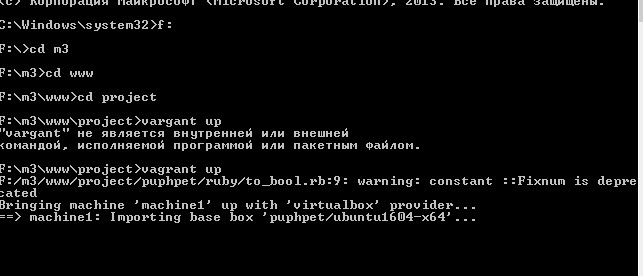 (c) Корпорация Майкрософт (Microsoft Corporation), 2013. Все права защищены.
C:\Windows\system32>f:
F:\>cd m3
F:\m3>cd www
F:\m3\www>cd project
F:\m3\www\project>vargant up
"vargant" не является внутренней или внешней
командой, исполняемой программой или пакетным файлом.
F:\m3\www\project>vagrant up
F:/m3/www/project/puphpet/ruby/to_bool.rb:9: warning: constant ::Fixnum is depre
cated
Bringing machine 'machine1' up with 'virtualbox' provider...
==> machine1: Importing base box 'puphpet/ubuntu1604-x64'...